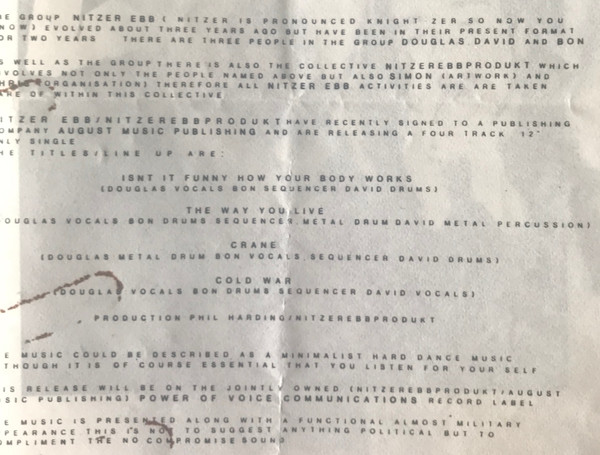 E GROUP NITZER EBB ( NITZER IS PRONOUNCED KNIGHT ZER SO NOW YOU
NOW) EVOLVED ABOUT THREE YEARS AGO BUT HAVE BEEN IN THEIR PRESENT FORMAT
OR TWO YEARS THERE ARE THREE PEOPLE IN THE GROUP DOUGLAS DAVID AND BON
S WELL AS THE GROUP THERE IS ALSO THE COLLECTIVE NITZEREBBPRODUKT WHICH
VOLVES NOT ONLY THE PEOPLE NAMED ABOVE BUT ALSO SIMON (ARTWORK) AND
ORGANISATION) THEREFORE ALL NITZER EBB ACTIVITIES ARE ARE TAKEN
RE OF WITHIN THIS COLLECTIVE
ITZER EBB/NITZEREBBPRODUKT HAVE RECENTLY SIGNED TO A PUBLISHING
OMPANY AUGUST MUSIC PUBLISHING AND ARE RELEASING A FOUR TRACK 12"
NLY SINGLE
HE TITLES/LINE UP ARE:
ISNT IT FUNNY HOW YOUR BODY WORKS
(DOUGLAS VOCALS BON SEQUENCER DAVID DRUMS)
THE WAY YOU LIVE
OUGLAS VOCALS BON DRUMS SEQUENCER METAL DRUM DAVID METAL PERCUSSION)
CRANE
(DOUGLAS METAL DRUM BON VOCALS SEQUENCER DAVID DRUMS)
COLD WAR
(DOUGLAS VOCALS BON DRUMS SEQUENCER DAVID VOCALS)
PRODUCTION PHIL HARDING/NITZEREBBPRODUKT
E MUSIC COULD BE DESCRIBED AS A MINIMALIST HARD DANCE MUSIC
THOUGH IT IS OF COURSE ESSENTIAL THAT YOU LISTEN FOR YOUR SELF
IS RELEASE WILL BE ON THE JOINTLY OWNED (NITZEREBBPRODUKT/AUGUST
SIC PUBLISHING) POWER OF VOICE COMMUNICATIONS RECORD LABEL
E MUSIC IS PRESENTED ALONG WITH A FUNCTIONAL ALMOST MILITARY
PEARANCE THIS IS NOT TO SUGGEST ANYTHING POLITICAL BUT TO
OMPLIMENT THE NO COMPROMISE SOUND